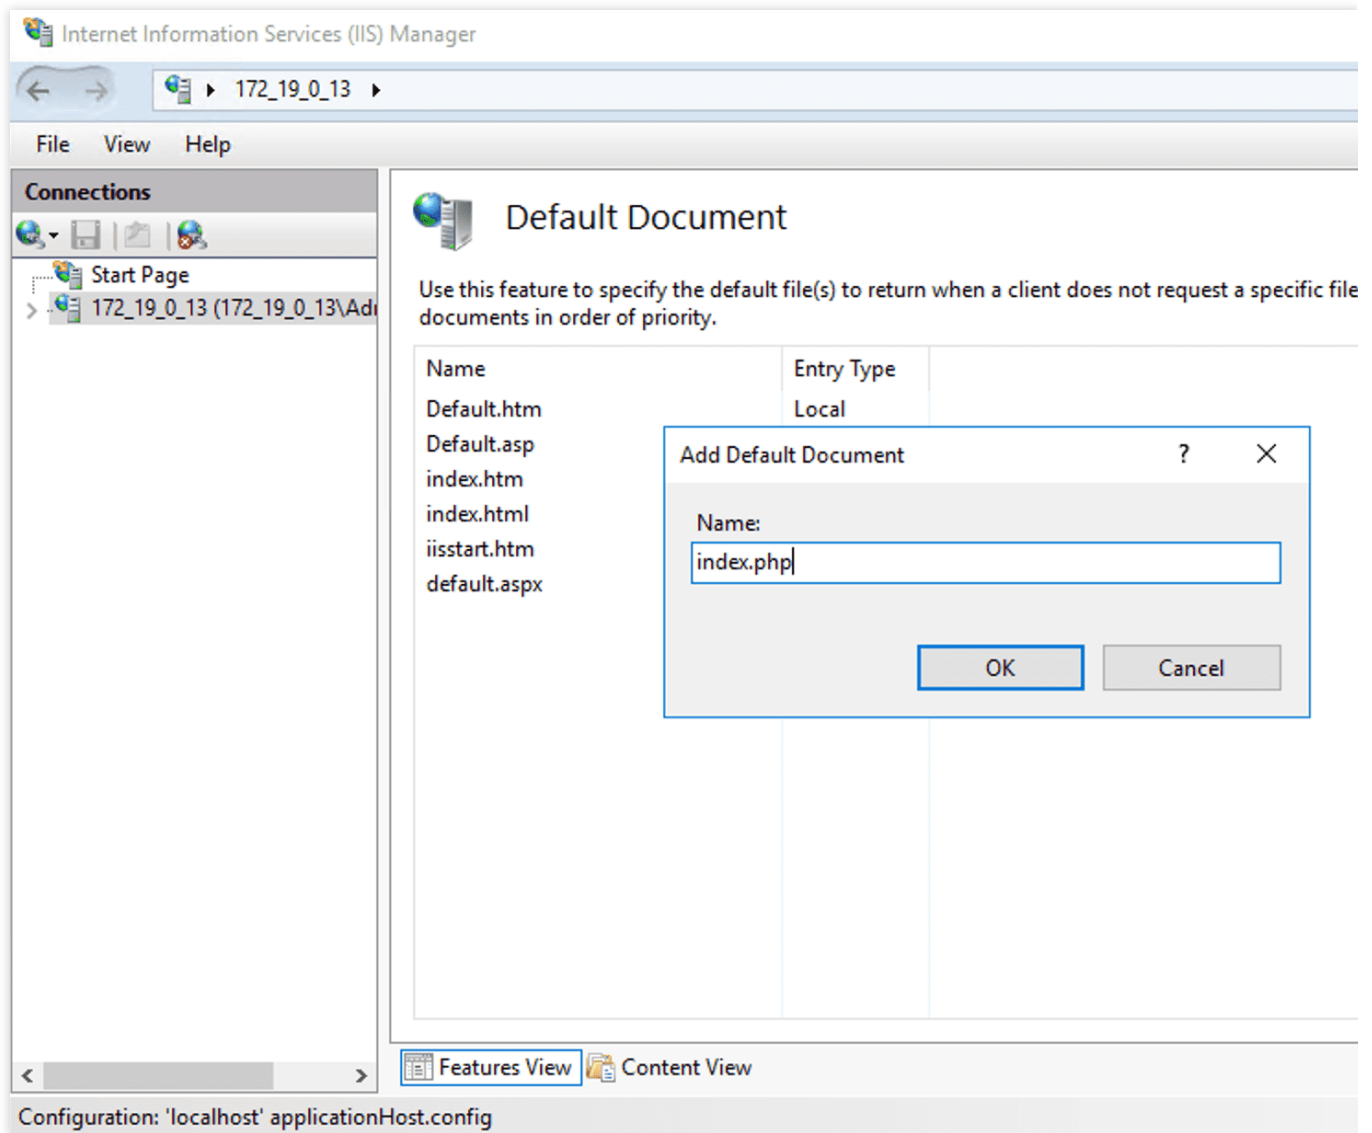 Internet Information Services (IIS) Manager
172_19_0_13
File View Help
Connections
Start Page
172_19_0_13 (172_19_0_13\Ad
Default Document
Use this feature to specify the default file(s) to return when a client does not request a specific file
documents in order of priority.
Name Entry Type
Default.htm Local
Default.asp
index.htm
index.html
iisstart.htm
default.aspx
Add Default Document ?
Name:
index.php
OK Cancel
Features View Content View
Configuration: 'localhost' applicationHost.config